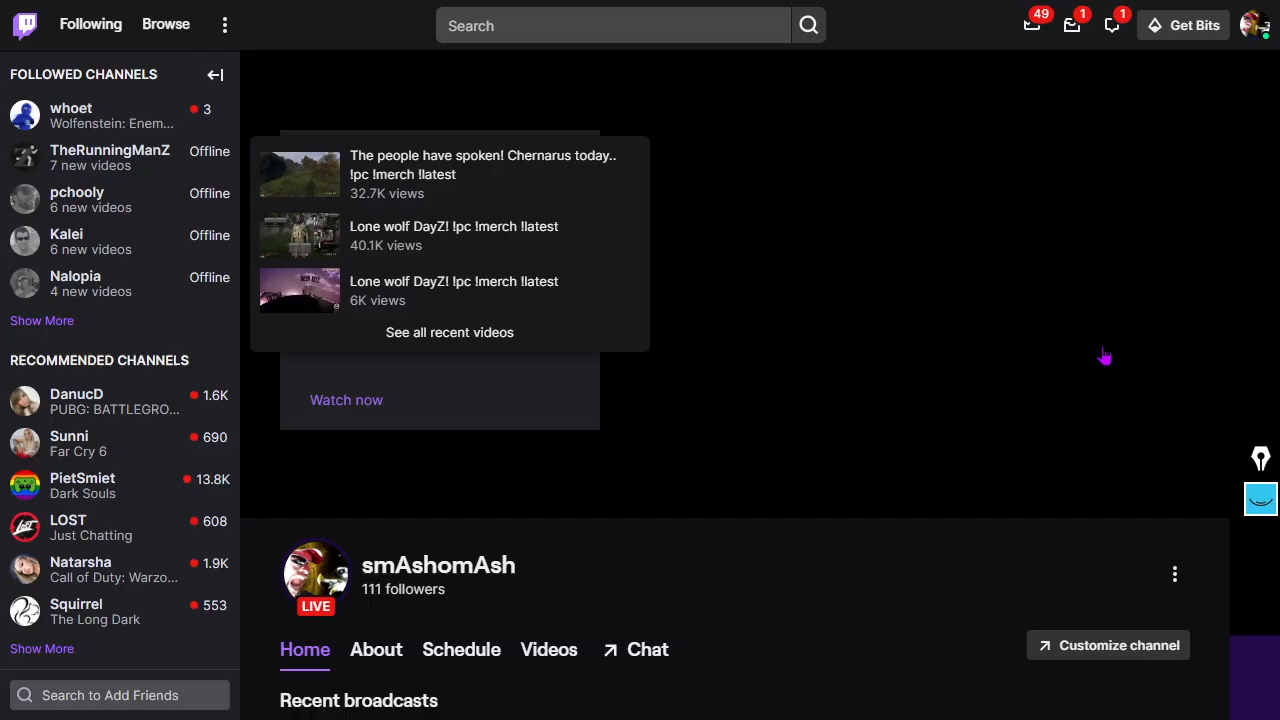 Following
Browse
Search
49
1
1
Get Bits
FOLLOWED CHANNELS
whoet
3
Wolfenstein: Enem...
TheRunningManZ
Offline
7 new videos
pchooly
Offline
6 new videos
Kalei
Offline
6 new videos
Nalopia
Offline
4 new videos
Show More
RECOMMENDED CHANNELS
DanucD
1.6K
PUBG: BATTLEGRO...
Sunni
690
Far Cry 6
PietSmiet
13.8K
Dark Souls
LOST
608
Just Chatting
Natarsha
1.9K
Call of Duty: Warzo...
Squirrel
553
The Long Dark
Show More
Search to Add Friends
The people have spoken! Chernarus today..
!pc !merch !latest
32.7K views
Lone wolf DayZ! !pc !merch !latest
40.1K views
Lone wolf DayZ! !pc !merch !latest
6K views
See all recent videos
Watch now
smAshomAsh
111 followers
LIVE
Home
About
Schedule
Videos
Chat
Customize channel
Recent broadcasts